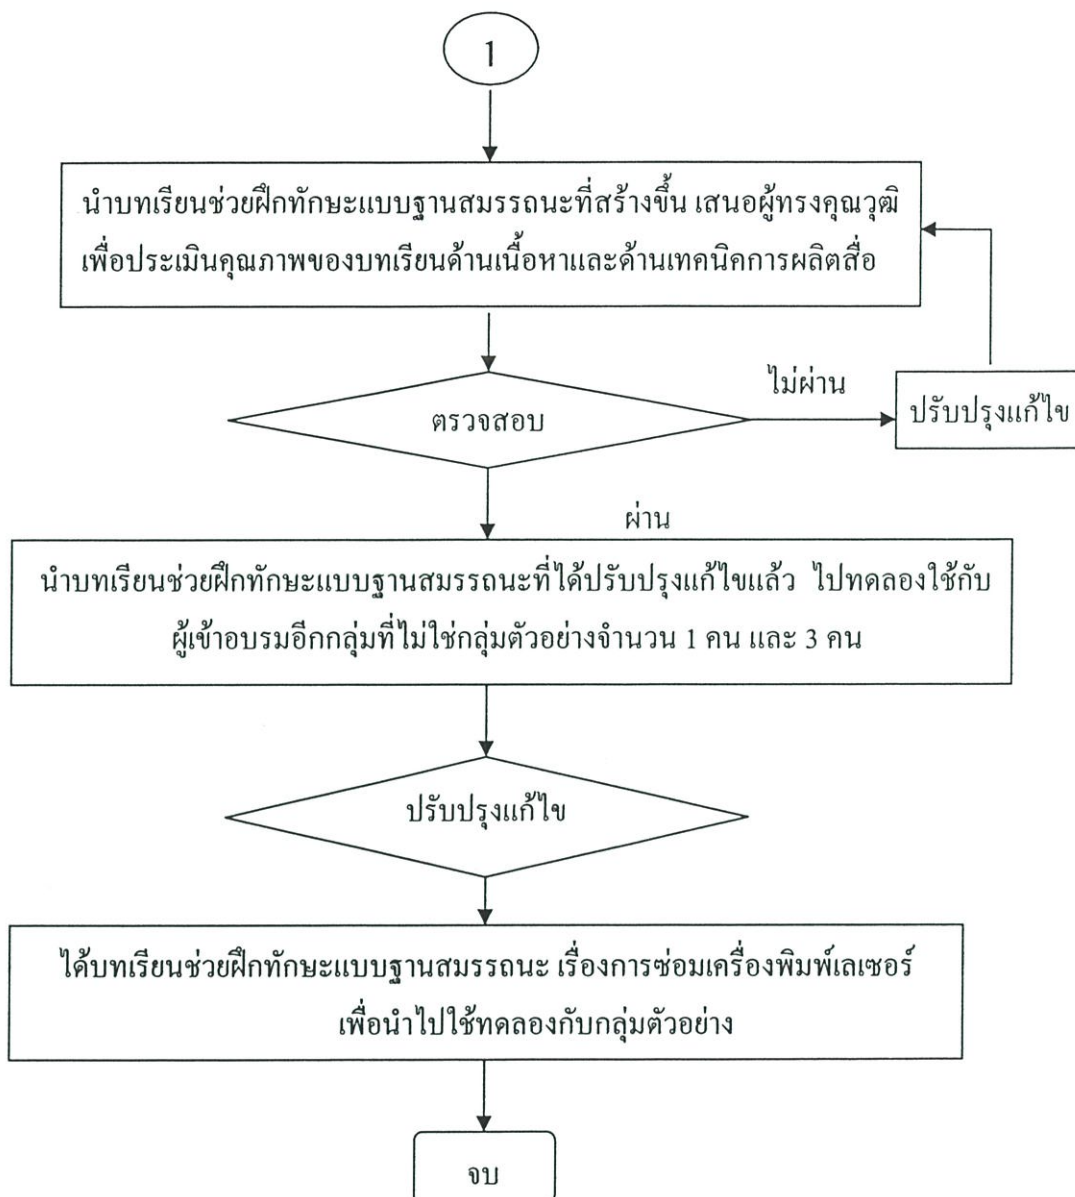 1
นำบทเรียนช่วยฝึกทักษะแบบฐานสมรรถนะที่สร้างขึ้น เสนอผู้ทรงคุณวุฒิ
เพื่อประเมินคุณภาพของบทเรียนด้านเนื้อหาและด้านเทคนิคการผลิตสื่อ
ไม่ผ่าน
ตรวจสอบ
ปรับปรุงแก้ไข
ผ่าน
นำบทเรียนช่วยฝึกทักษะแบบฐานสมรรถนะที่ได้ปรับปรุงแก้ไขแล้ว ไปทดลองใช้กับ
ผู้เข้าอบรมอีกกลุ่มที่ไม่ใช่กลุ่มตัวอย่างจำนวน 1 คน และ 3 คน
ปรับปรุงแก้ไข
ได้บทเรียนช่วยฝึกทักษะแบบฐานสมรรถนะ เรื่องการซ่อมเครื่องพิมพ์เลเซอร์
เพื่อนำไปใช้ทดลองกับกลุ่มตัวอย่าง
จบ